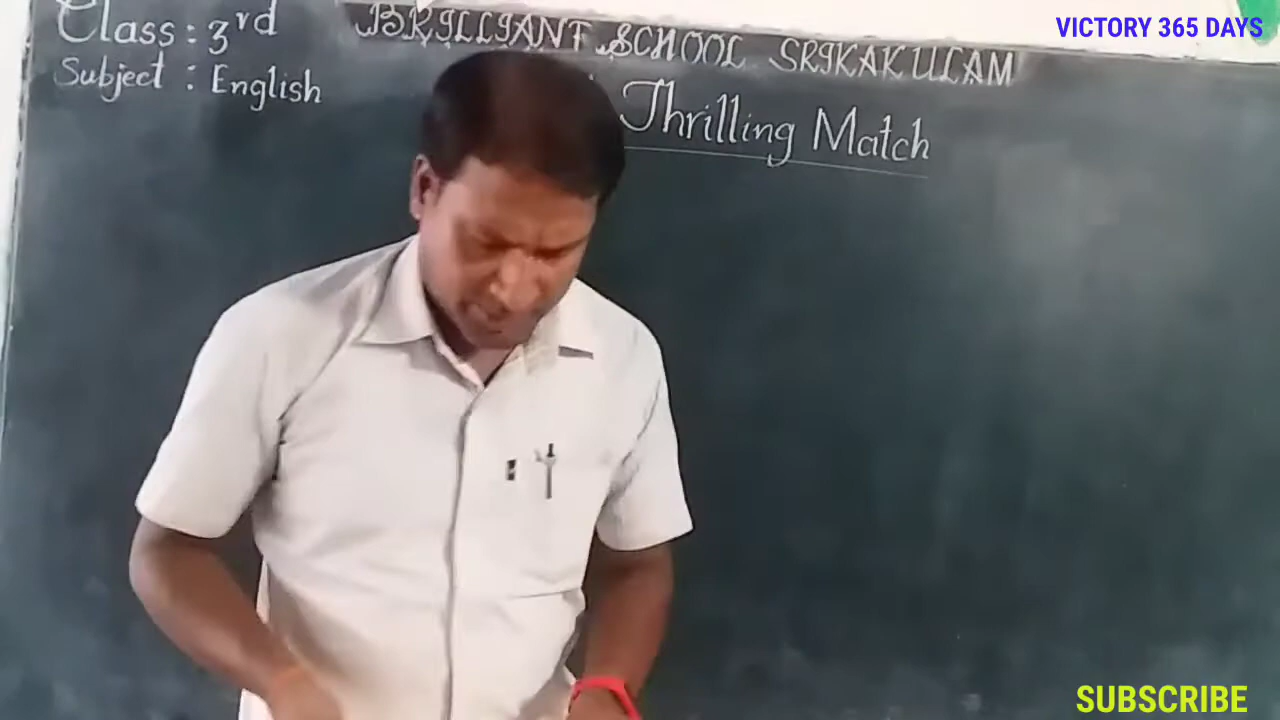 VICTORY 365 DAYS
Class : 3rd
BRILLIANT SCHOOL SRIKAKULAM
Subject : English
Thrilling Match
SUBSCRIBE